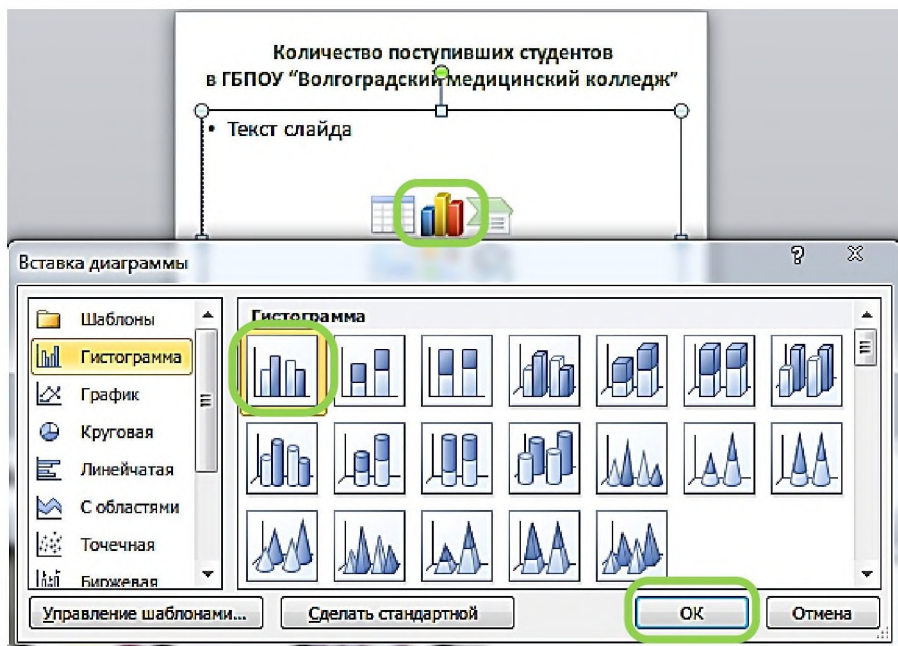 Количество поступивших студентов
в ГБПОУ “Волгоградский медицинский колледж”
• Текст слайда
Вставка диаграммы
Шаблоны
Гистограмма
График
Круговая
Линейчатая
С областями
Точечная
Биржевая
Гистограмма
Управление шаблонами...
Сделать стандартной
ОК
Отмена